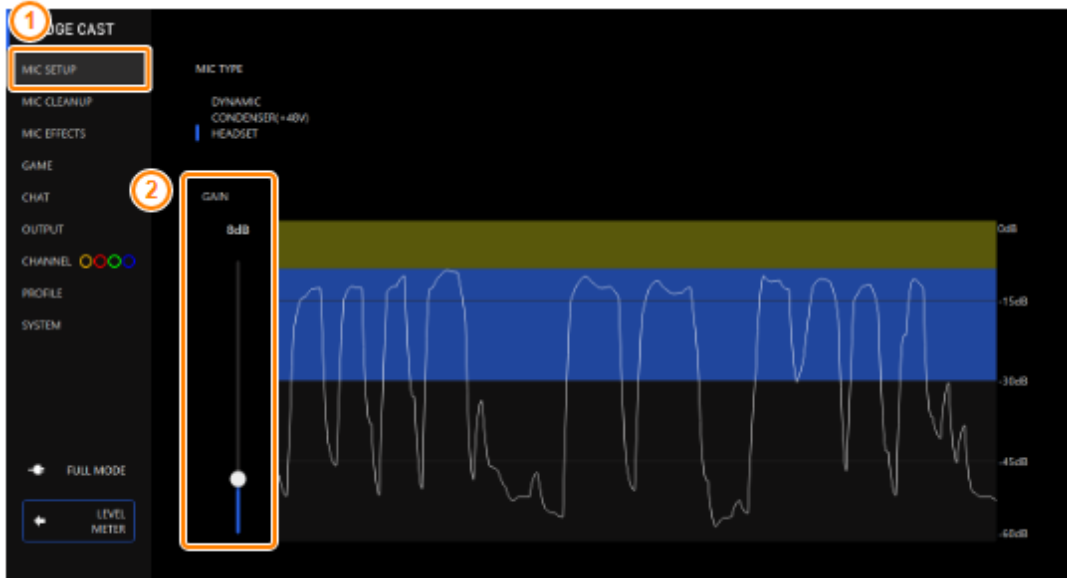 1
DGE CAST
MIC SETUP
MIC CLEANUP
MIC EFFECTS
GAME
CHAT
OUTPUT
CHANNEL
PROFILE
SYSTEM
FULL MODE
LEVEL
METER
MIC TYPE
DYNAMIC
CONDENSER(+48V)
HEADSET
2
GAIN
8dB
0dB
-15dB
-30dB
-45dB
-60dB